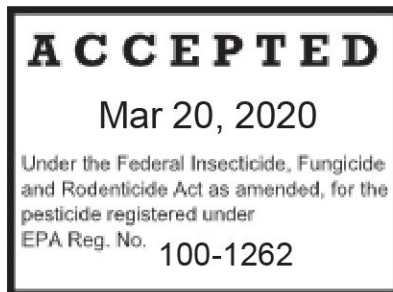 ACCEPTED
Mar 20, 2020
Under the Federal Insecticide, Fungicide
and Rodenticide Act as amended, for the
pesticide registered under
EPA Reg. No. 100-1262